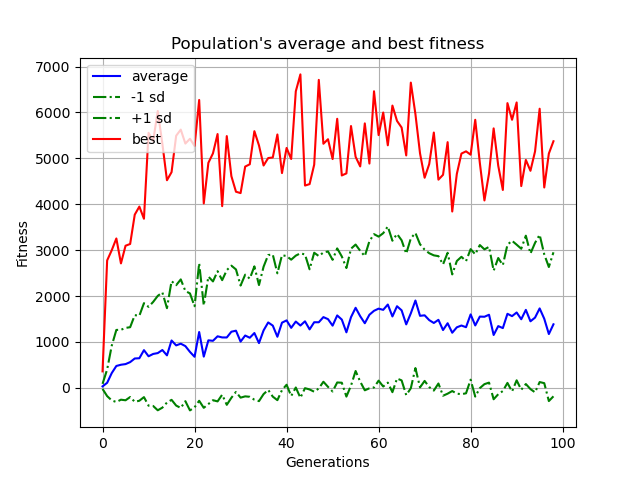 Population's average and best fitness
average
-1 sd
+1 sd
best
7000
6000
5000
4000
3000
2000
1000
0
Fitness
0
20
40
60
80
100
Generations